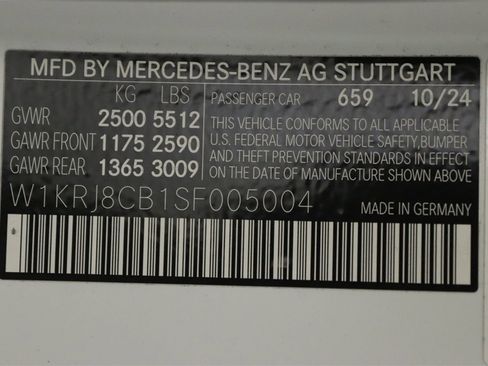 MFD BY MERCEDES-BENZ AG STUTTGART
KG LBS PASSENGER CAR 659 10/24
GVWR 2500 5512
GAWR FRONT 1175 2590
GAWR REAR 1365 3009
THIS VEHICLE CONFORMS TO ALL APPLICABLE
U.S. FEDERAL MOTOR VEHICLE SAFETY,BUMPER
AND THEFT PREVENTION STANDARDS IN EFFECT
ON THE DATE OF MANUFACTURE SHOWN ABOVE.
W1KRJ8CB1SF005004 MADE IN GERMANY